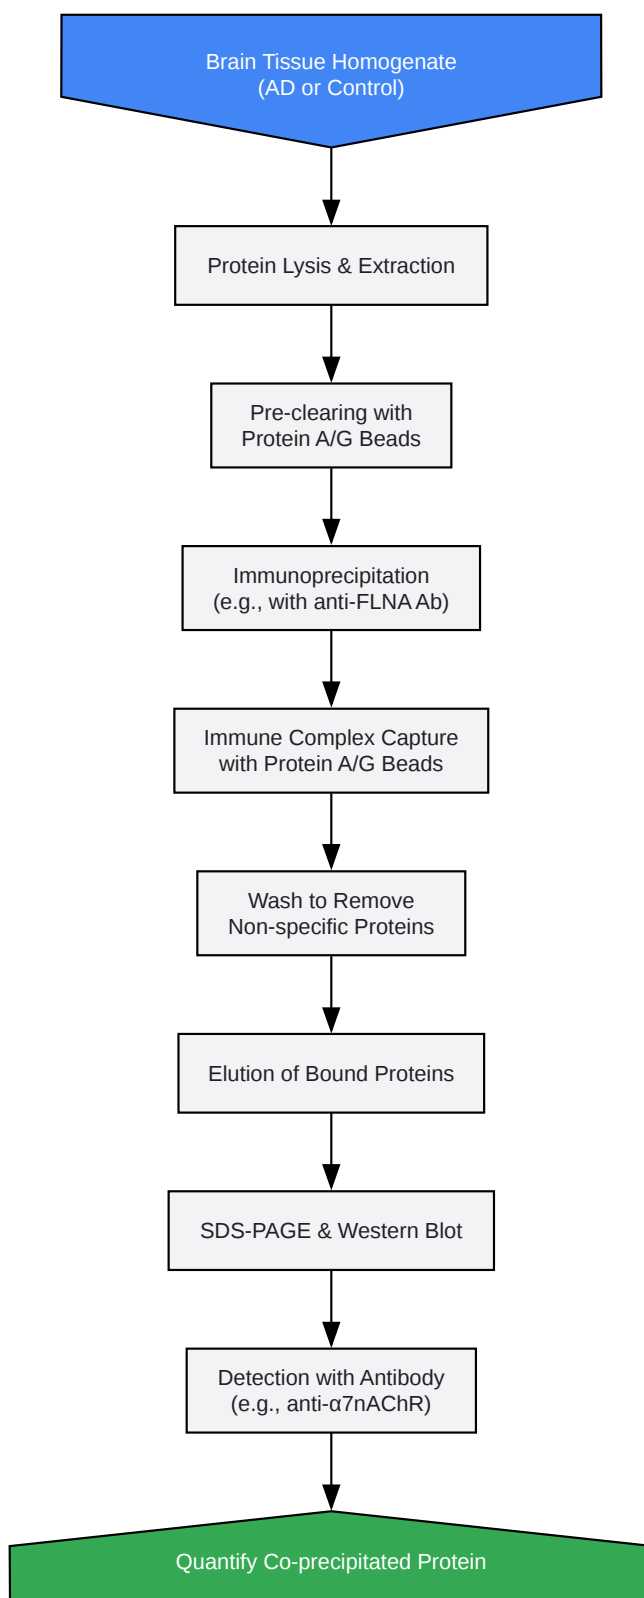 Brain Tissue Homogenate
(AD or Control)
Protein Lysis & Extraction
Pre-clearing with
Protein A/G Beads
Immunoprecipitation
(e.g., with anti-FLNA Ab)
Immune Complex Capture
with Protein A/G Beads
Wash to Remove
Non-specific Proteins
Elution of Bound Proteins
SDS-PAGE & Western Blot
Detection with Antibody
(e.g., anti-α7nAChR)
Quantify Co-precipitated Protein